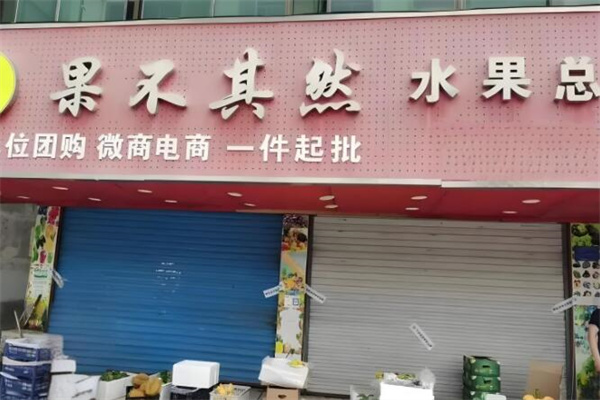 果不其然 水果总
位团购 微商电商 一件起批